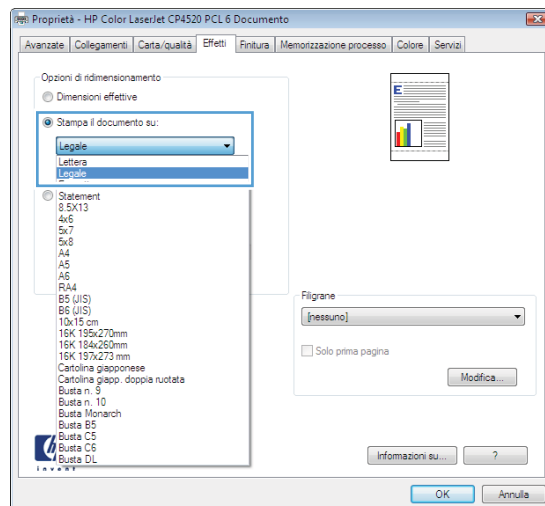 Proprietà - HP Color LaserJet CP4520 PCL 6 Documento
Avanzate Collegamenti Carta/qualità Effetti Finitura Memorizzazione processo Colore Servizi
Opzioni di ridimensionamento
Dimensioni effettive
Stampa il documento su:
Legale
Lettera
Legale
Statement
8.5X13
4x6
5x7
5x8
A4
A5
A6
RA4
B5 (JIS)
B6 (JIS)
10x15 cm
16K 195x270mm
16K 184x260mm
16K 197x273 mm
Cartolina giapponese
Cartolina giapp. doppia ruotata
Busta n. 9
Busta n. 10
Busta Monarch
Busta B5
Busta C5
Busta C6
Busta DL
E
Filigrane
[nessuno]
Solo prima pagina
Modifica...
invent
Informazioni su... ?
OK Annulla